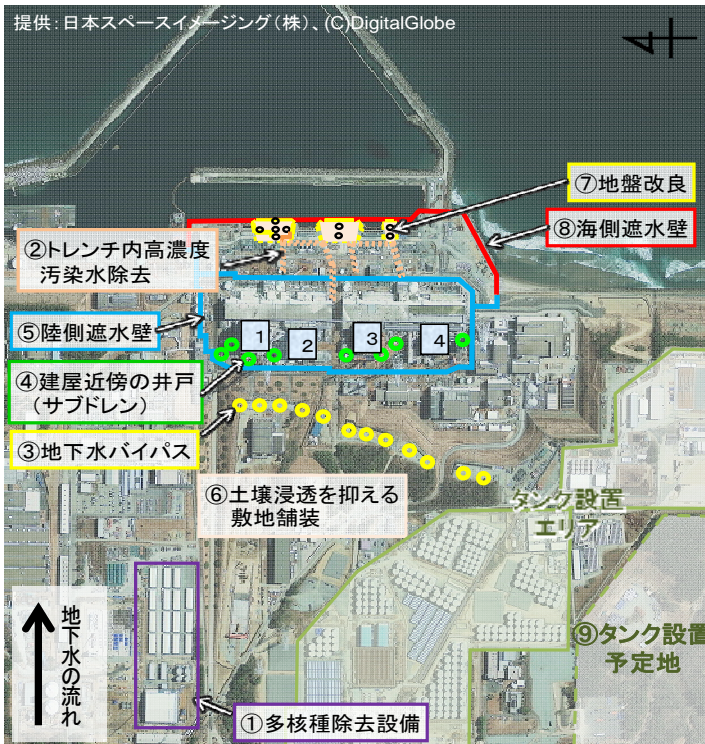 提供：日本スペースイメージング（株）、(C)DigitalGlobe
⑦地盤改良
⑧海側遮水壁
②トレンチ内高濃度
汚染水除去
⑤陸側遮水壁
1
2
3
4
④建屋近傍の井戸
（サブドレン）
③地下水バイパス
⑥土壌浸透を抑える
敷地舗装
タンク設置
エリア
⑨タンク設置
予定地
地下水の流れ
①多核種除去設備